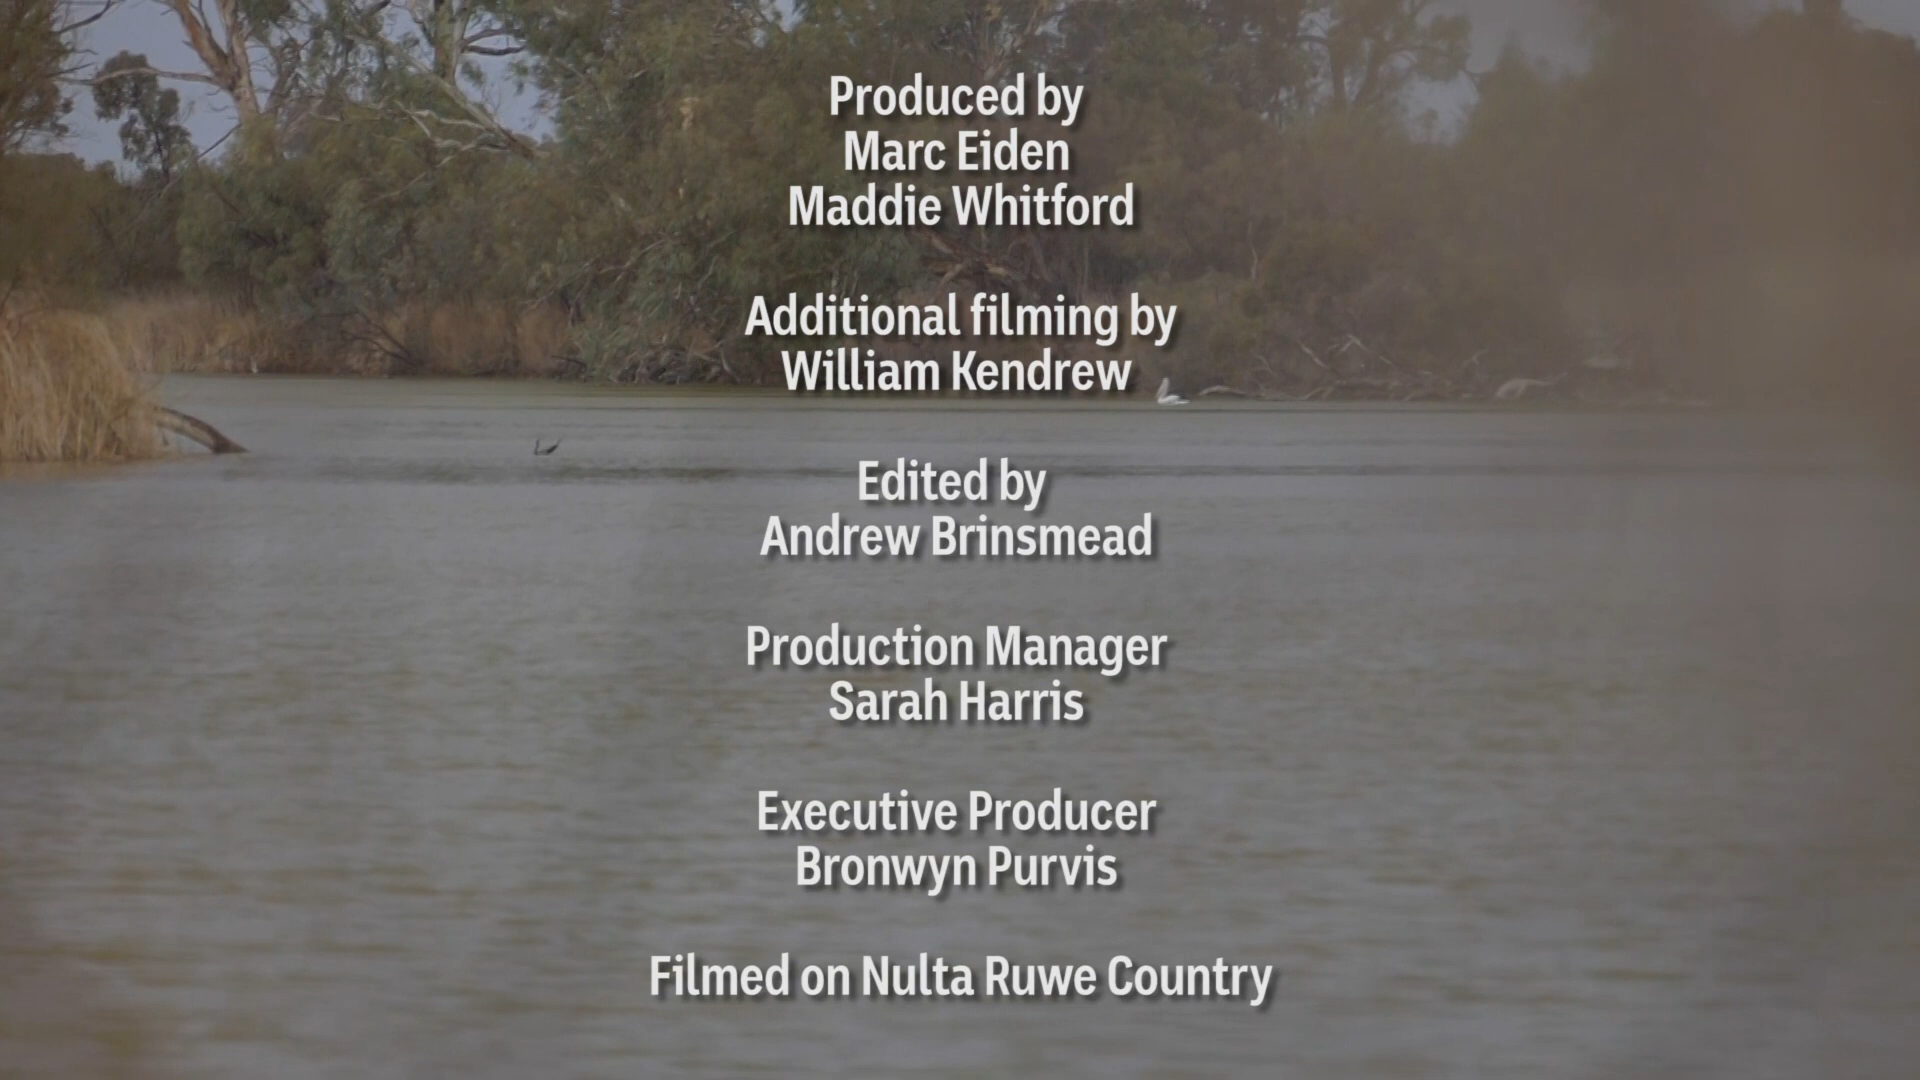 Produced by
Marc Eiden
Maddie Whitford
Additional filming by
William Kendrew
Edited by
Andrew Brinsmead
Production Manager
Sarah Harris
Executive Producer
Bronwyn Purvis
Filmed on Nulta Ruwe Country